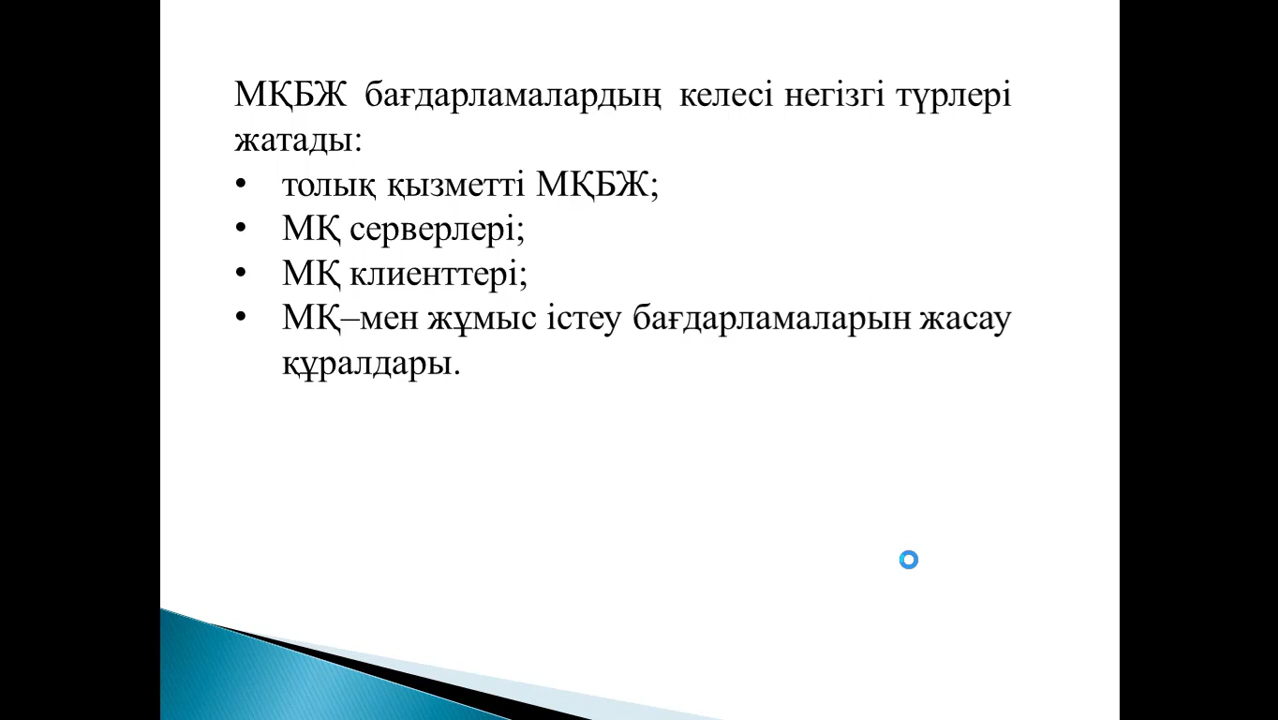 МҚБЖ бағдарламалардың келесі негізгі түрлері
жатады:
• толық қызметті МҚБЖ;
• МҚ серверлері;
• МҚ клиенттері;
• МҚ–мен жұмыс істеу бағдарламаларын жасау
құралдары.